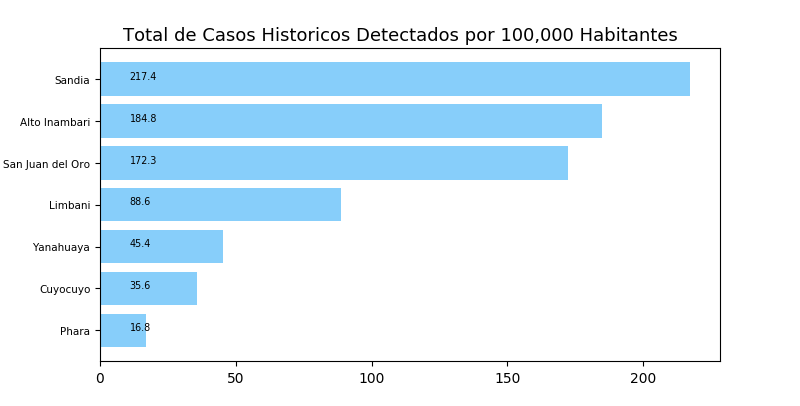 Total de Casos Historicos Detectados por 100,000 Habitantes
Sandia 217.4
Alto Inambari 184.8
San Juan del Oro 172.3
Limbani 88.6
Yanahuaya 45.4
Cuyocuyo 35.6
Phara 16.8
0 50 100 150 200